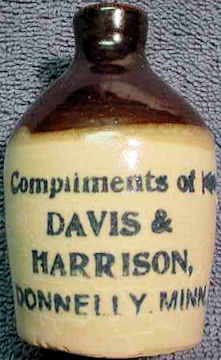 Compliments of
DAVIS &
HARRISON,
DONNELLY. MINN.